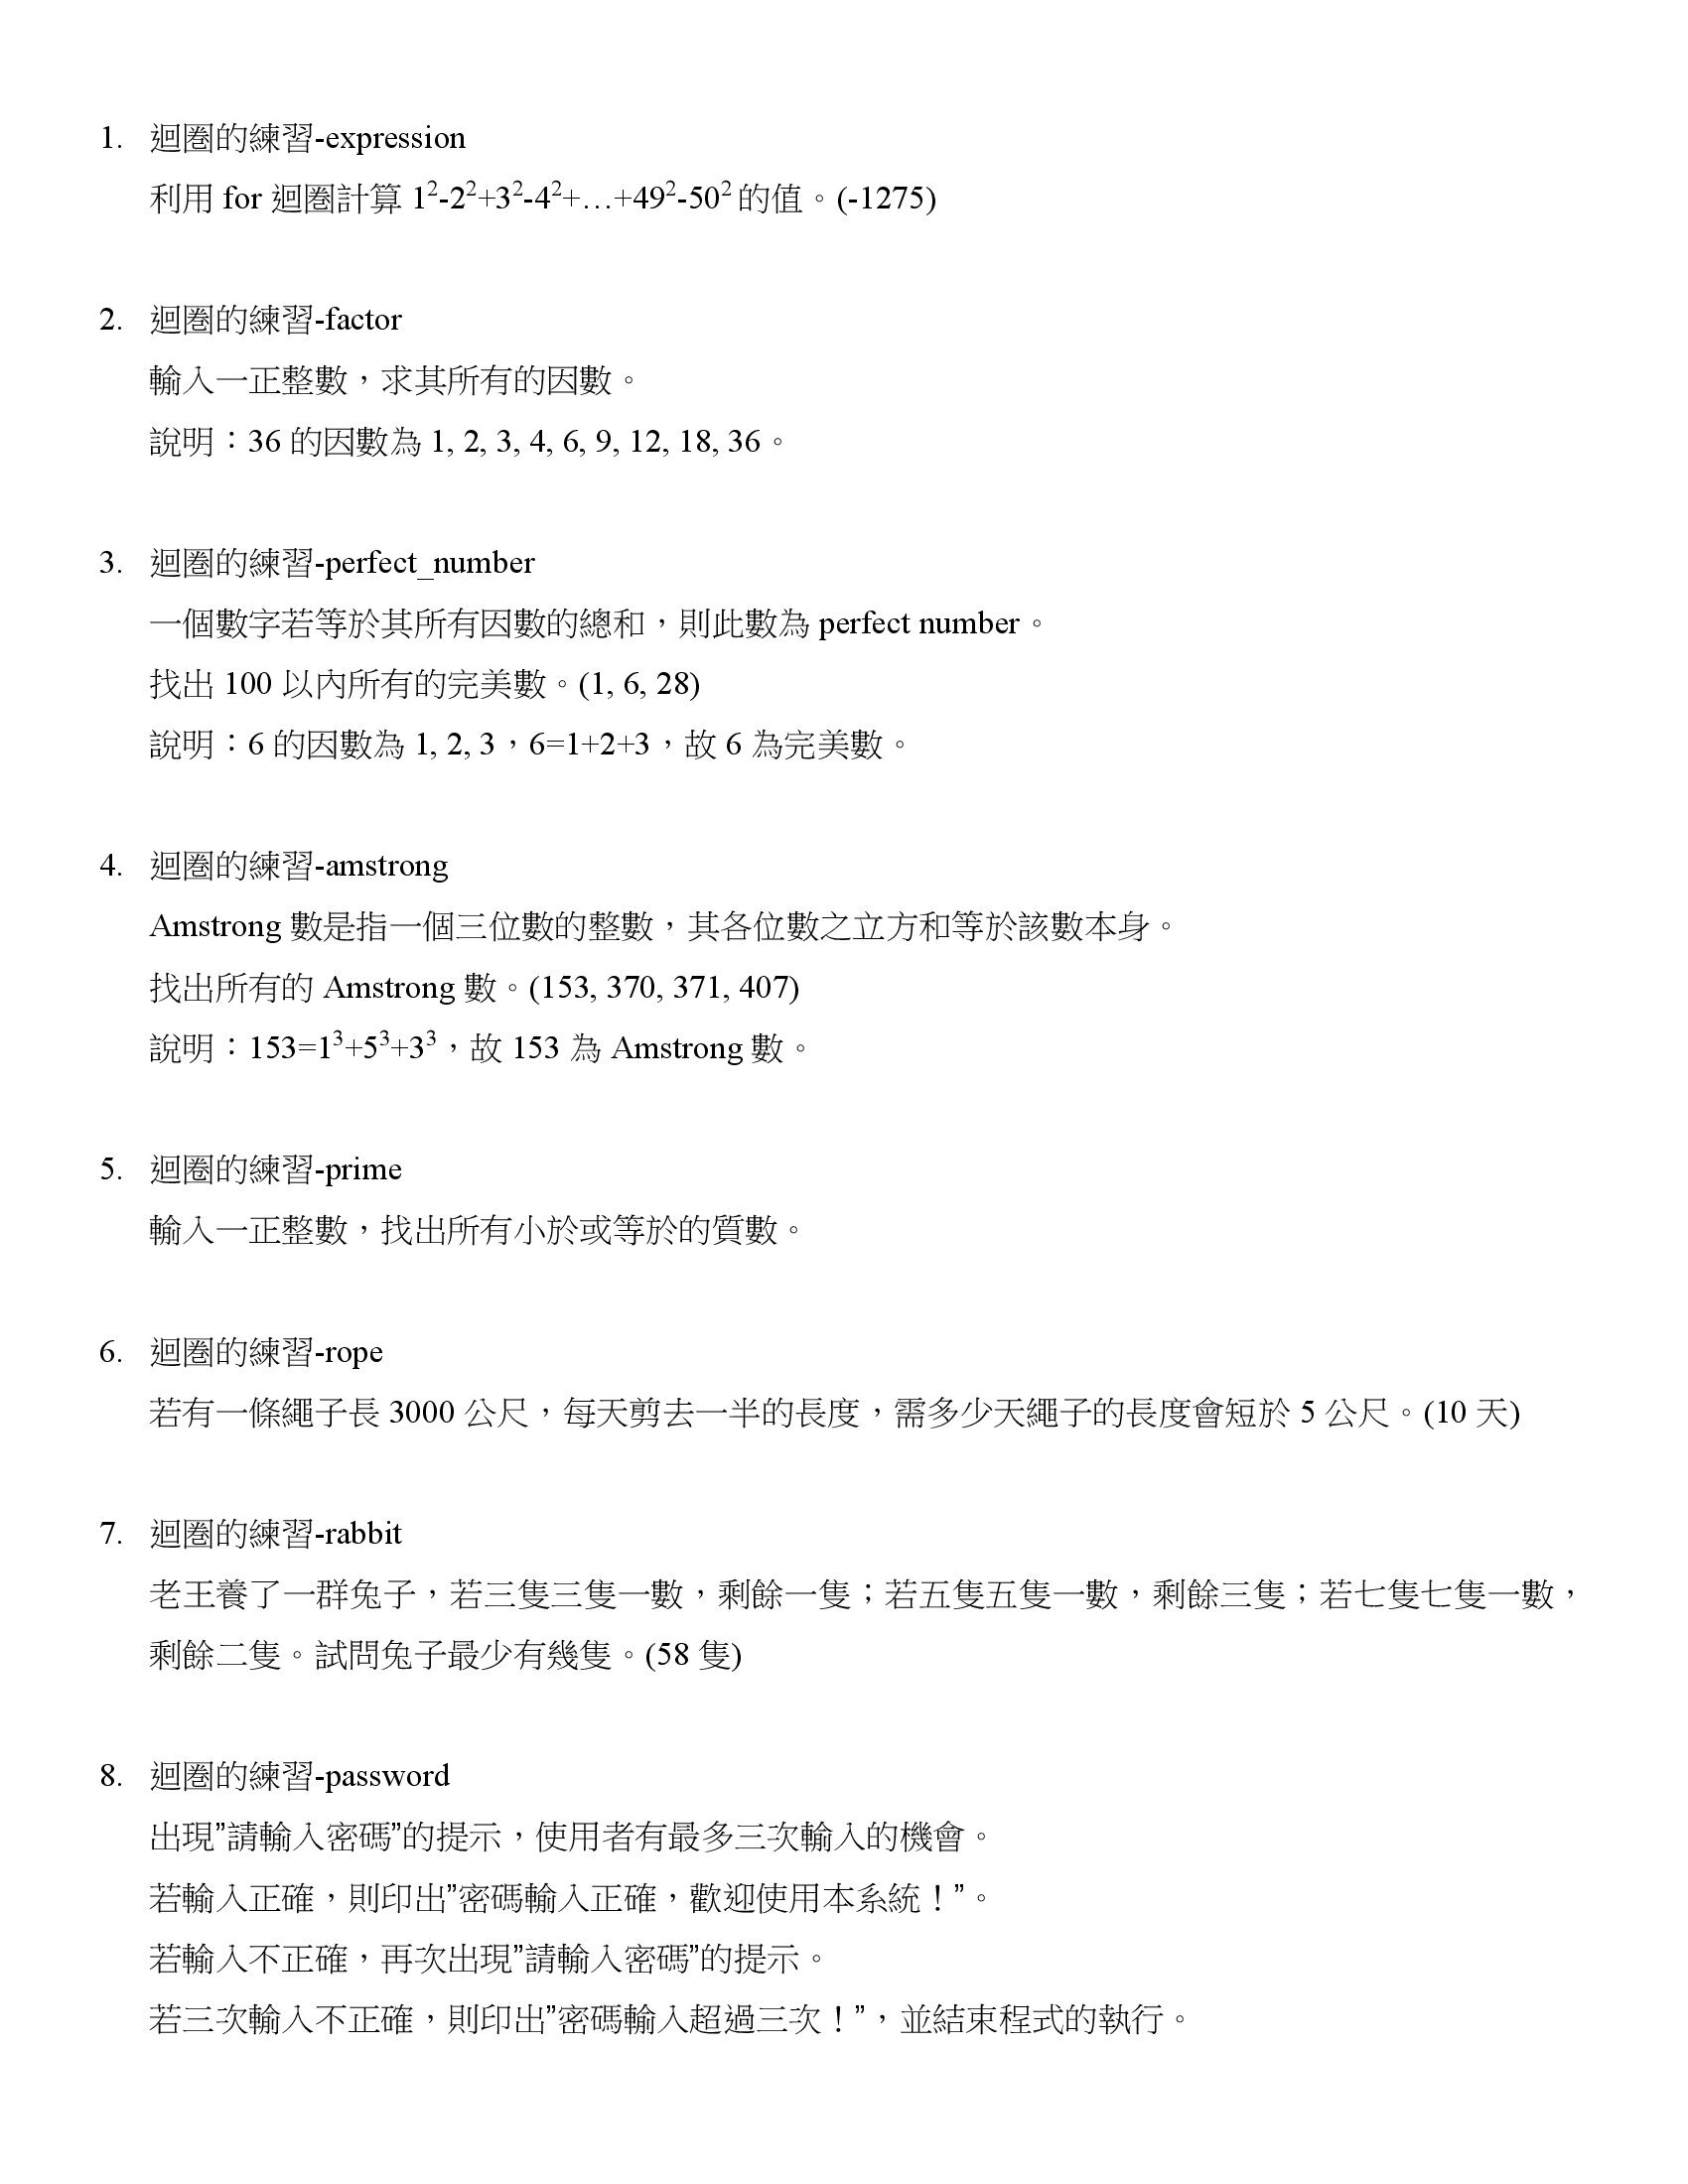 1. 迴圈的練習-expression
利用 for 迴圈計算 1²-2²+3²-4²+…+49²-50² 的值。(-1275)
2. 迴圈的練習-factor
輸入一正整數，求其所有的因數。
說明：36 的因數為 1, 2, 3, 4, 6, 9, 12, 18, 36。
3. 迴圈的練習-perfect_number
一個數字若等於其所有因數的總和，則此數為 perfect number。
找出 100 以內所有的完美數。(1, 6, 28)
說明：6 的因數為 1, 2, 3，6=1+2+3，故 6 為完美數。
4. 迴圈的練習-amstrong
Amstrong 數是指一個三位數的整數，其各位數之立方和等於該數本身。
找出所有的 Amstrong 數。(153, 370, 371, 407)
說明：153=1³+5³+3³，故 153 為 Amstrong 數。
5. 迴圈的練習-prime
輸入一正整數，找出所有小於或等於的質數。
6. 迴圈的練習-rope
若有一條繩子長 3000 公尺，每天剪去一半的長度，需多少天繩子的長度會短於 5 公尺。(10 天)
7. 迴圈的練習-rabbit
老王養了一群兔子，若三隻三隻一數，剩餘一隻；若五隻五隻一數，剩餘三隻；若七隻七隻一數，
剩餘二隻。試問兔子最少有幾隻。(58 隻)
8. 迴圈的練習-password
出現”請輸入密碼”的提示，使用者有最多三次輸入的機會。
若輸入正確，則印出”密碼輸入正確，歡迎使用本系統！”。
若輸入不正確，再次出現”請輸入密碼”的提示。
若三次輸入不正確，則印出”密碼輸入超過三次！”，並結束程式的執行。